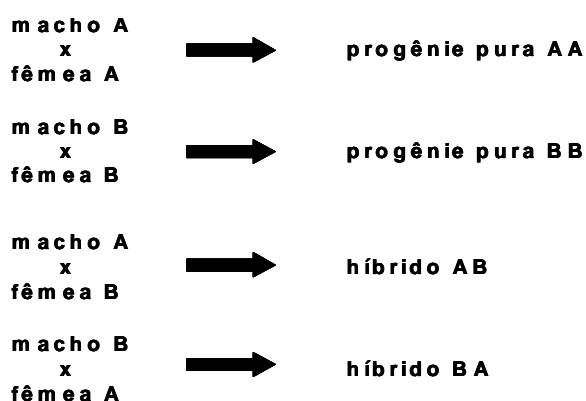 macho A
x
fêmea A
progênie pura AA
macho B
x
fêmea B
progênie pura BB
macho A
x
fêmea B
híbrido AB
macho B
x
fêmea A
híbrido BA